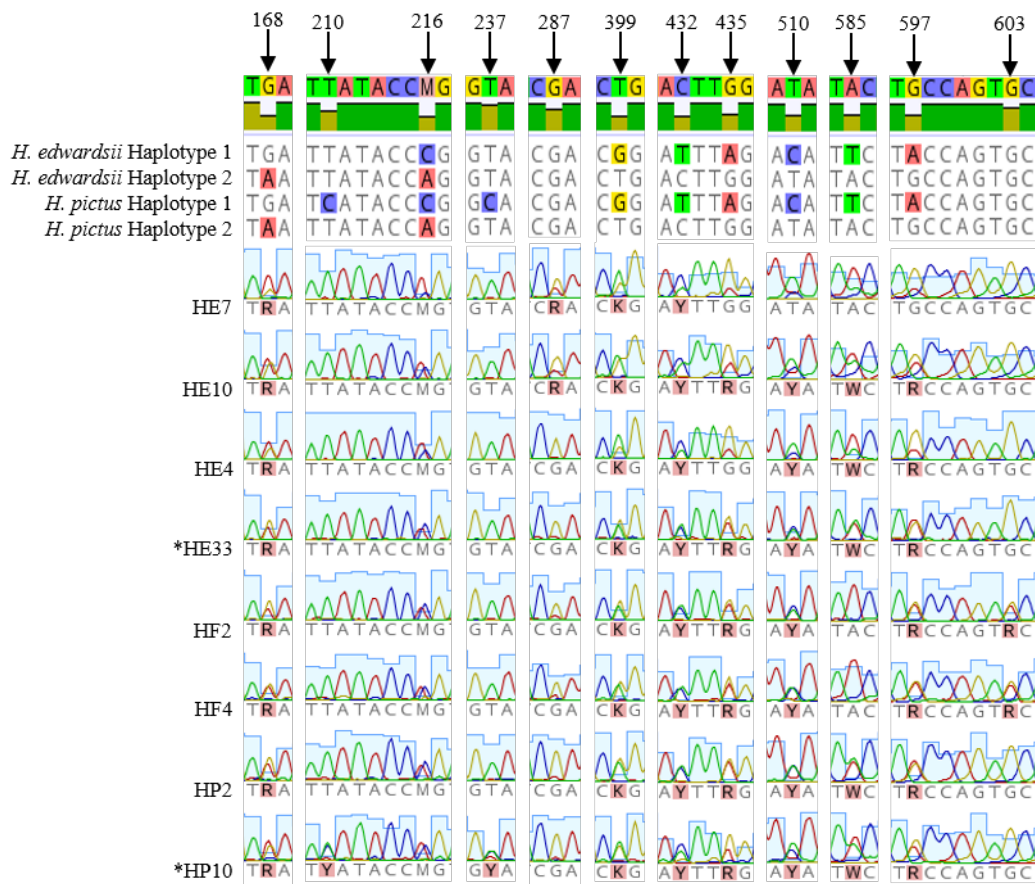 168 210 216 237 287 399 432 435 510 585 597 603
TGA TTATACCMG GTA CGA CTG ACTTGG ATA TAC TGCCAGTGC
H. edwardsii Haplotype 1 TGA TTATACCCG GTA CGA CGG ATTTAG ACA TTC TACCAGTGC
H. edwardsii Haplotype 2 TAA TTATACCAG GTA CGA CTG ACTTGG ATA TAC TGCCAGTGC
H. pictus Haplotype 1 TGA TCATACCCG GCA CGA CGG ATTTAG ACA TTC TACCAGTGC
H. pictus Haplotype 2 TAA TTATACCAG GTA CGA CTG ACTTGG ATA TAC TGCCAGTGC
HE7 TRA TTATACCMG GTA CRA CKG AYTTGG ATA TAC TGCCAGTGC
HE10 TRA TTATACCMG GTA CRA CKG AYTTRG AYA TWC TRCCAGTGC
HE4 TRA TTATACCMG GTA CGA CKG AYTTGG AYA TWC TRCCAGTGC
*HE33 TRA TTATACCMG GTA CGA CKG AYTTRG AYA TWC TRCCAGTGC
HF2 TRA TTATACCMG GTA CGA CKG AYTTRG AYA TAC TRCCAGTRC
HF4 TRA TTATACCMG GTA CGA CKG AYTTRG AYA TAC TRCCAGTRC
HP2 TRA TTATACCMG GTA CGA CKG AYTTRG AYA TWC TRCCAGTGC
*HP10 TRA TYATACCMG GYA CGA CKG AYTTRG AYA TWC TRCCAGTGC